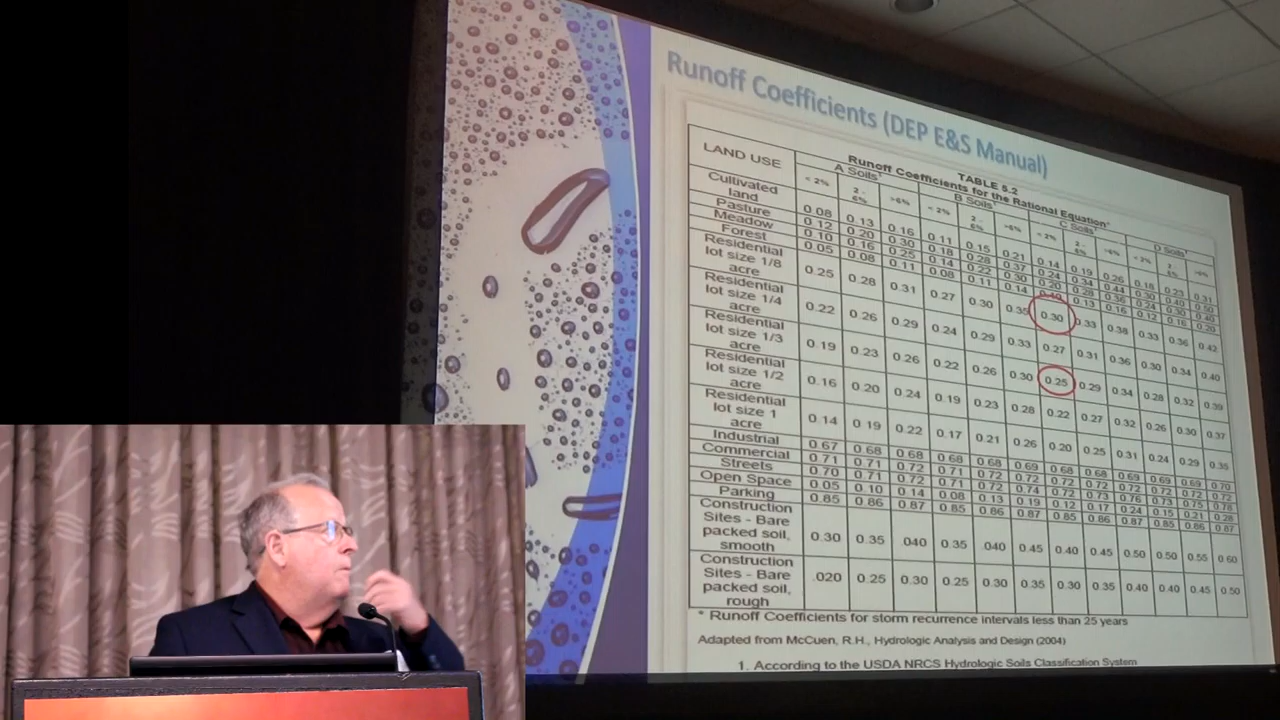 Runoff Coefficients (DEP E&S Manual)
TABLE 5.2
Runoff Coefficients for the Rational Equation*
LAND USE A Soils¹ B Soils¹ C Soils¹ D Soils¹
< 2% 2 - 6% >6% < 2% 2 - 6% >6% < 2% 2 - 6% >6% < 2% 2 - 6% >6%
Cultivated land 0.08 0.13 0.16 0.11 0.15 0.21 0.14 0.19 0.26 0.18 0.23 0.31
Pasture 0.12 0.20 0.30 0.18 0.28 0.37 0.24 0.34 0.44 0.30 0.40 0.50
Meadow 0.10 0.16 0.25 0.14 0.22 0.30 0.20 0.28 0.36 0.24 0.30 0.40
Forest 0.05 0.08 0.11 0.08 0.11 0.14 0.10 0.13 0.16 0.12 0.16 0.20
Residential lot size 1/8 acre 0.25 0.28 0.31 0.27 0.30 0.35 0.30 0.33 0.38 0.33 0.36 0.42
Residential lot size 1/4 acre 0.22 0.26 0.29 0.24 0.29 0.33 0.27 0.31 0.36 0.30 0.34 0.40
Residential lot size 1/3 acre 0.19 0.23 0.26 0.22 0.26 0.30 0.25 0.29 0.34 0.28 0.32 0.39
Residential lot size 1/2 acre 0.16 0.20 0.24 0.19 0.23 0.28 0.22 0.27 0.32 0.26 0.30 0.37
Residential lot size 1 acre 0.14 0.19 0.22 0.17 0.21 0.26 0.20 0.25 0.31 0.24 0.29 0.35
Industrial 0.67 0.68 0.68 0.68 0.68 0.69 0.68 0.68 0.69 0.69 0.69 0.70
Commercial 0.71 0.71 0.72 0.71 0.72 0.72 0.72 0.72 0.72 0.72 0.72 0.72
Streets 0.70 0.71 0.72 0.71 0.72 0.74 0.72 0.73 0.76 0.73 0.75 0.78
Open Space 0.05 0.10 0.14 0.08 0.13 0.19 0.12 0.17 0.24 0.15 0.21 0.28
Parking 0.85 0.86 0.87 0.85 0.86 0.87 0.85 0.86 0.87 0.85 0.86 0.87
Construction Sites - Bare packed soil, smooth 0.30 0.35 .040 0.35 .040 0.45 0.40 0.45 0.50 0.50 0.55 0.60
Construction Sites - Bare packed soil, rough .020 0.25 0.30 0.25 0.30 0.35 0.30 0.35 0.40 0.40 0.45 0.50
* Runoff Coefficients for storm recurrence intervals less than 25 years
Adapted from McCuen, R.H., Hydrologic Analysis and Design (2004)
1. According to the USDA NRCS Hydrologic Soils Classification System